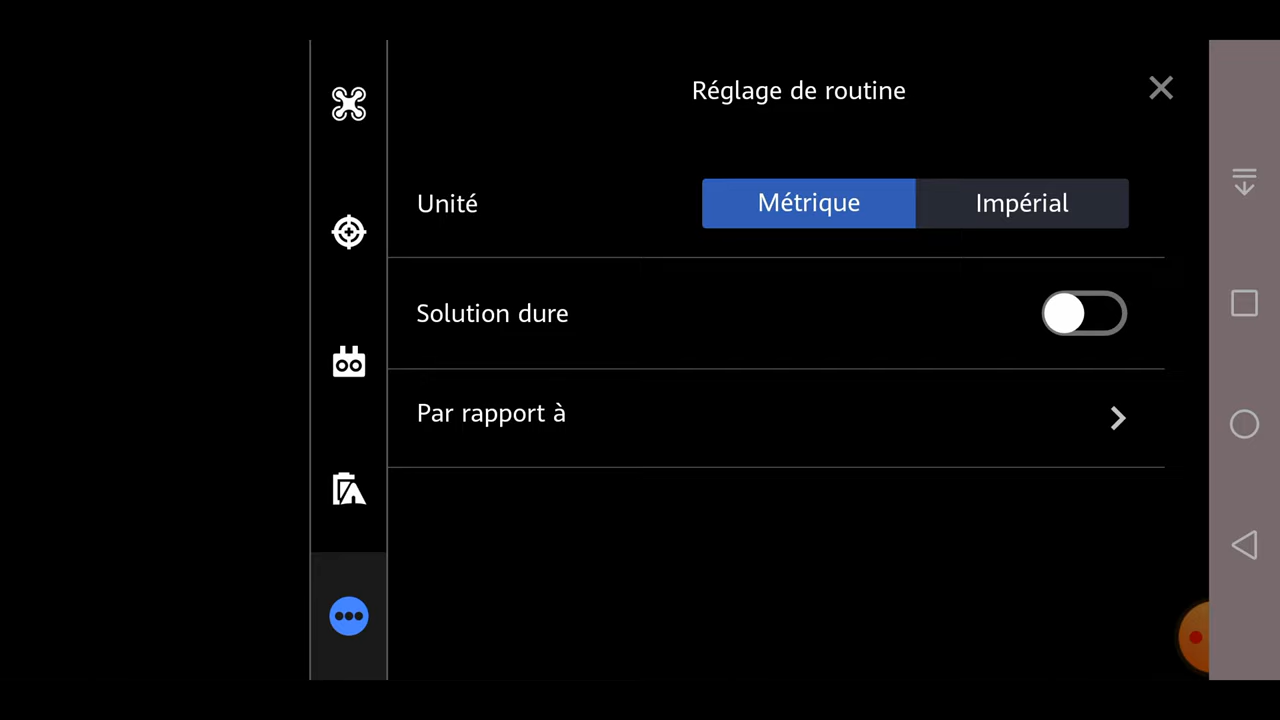 Réglage de routine
Unité
Métrique
Impérial
Solution dure
Par rapport à